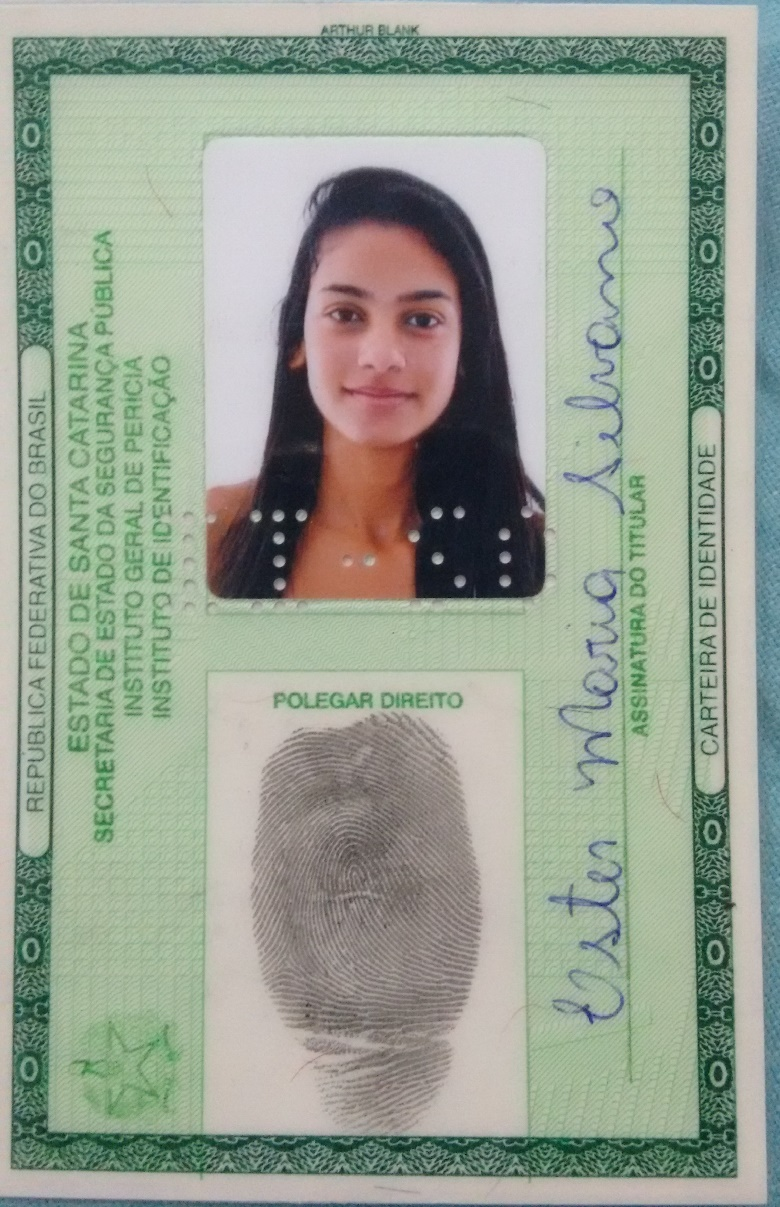 ARTHUR BLANK
REPÚBLICA FEDERATIVA DO BRASIL
ESTADO DE SANTA CATARINA
SECRETARIA DE ESTADO DA SEGURANÇA PÚBLICA
INSTITUTO GERAL DE PERÍCIA
INSTITUTO DE IDENTIFICAÇÃO
POLEGAR DIREITO
Ester Maria Silvano
ASSINATURA DO TITULAR
CARTEIRA DE IDENTIDADE